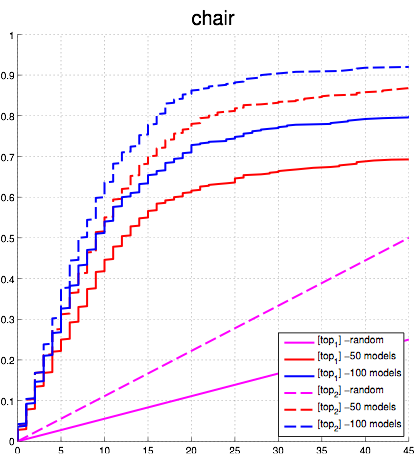 chair
1
0.9
0.8
0.7
0.6
0.5
0.4
0.3
0.2
0.1
0
0 5 10 15 20 25 30 35 40 45
[top1] -random
[top1] -50 models
[top1] -100 models
[top2] -random
[top2] -50 models
[top2] -100 models